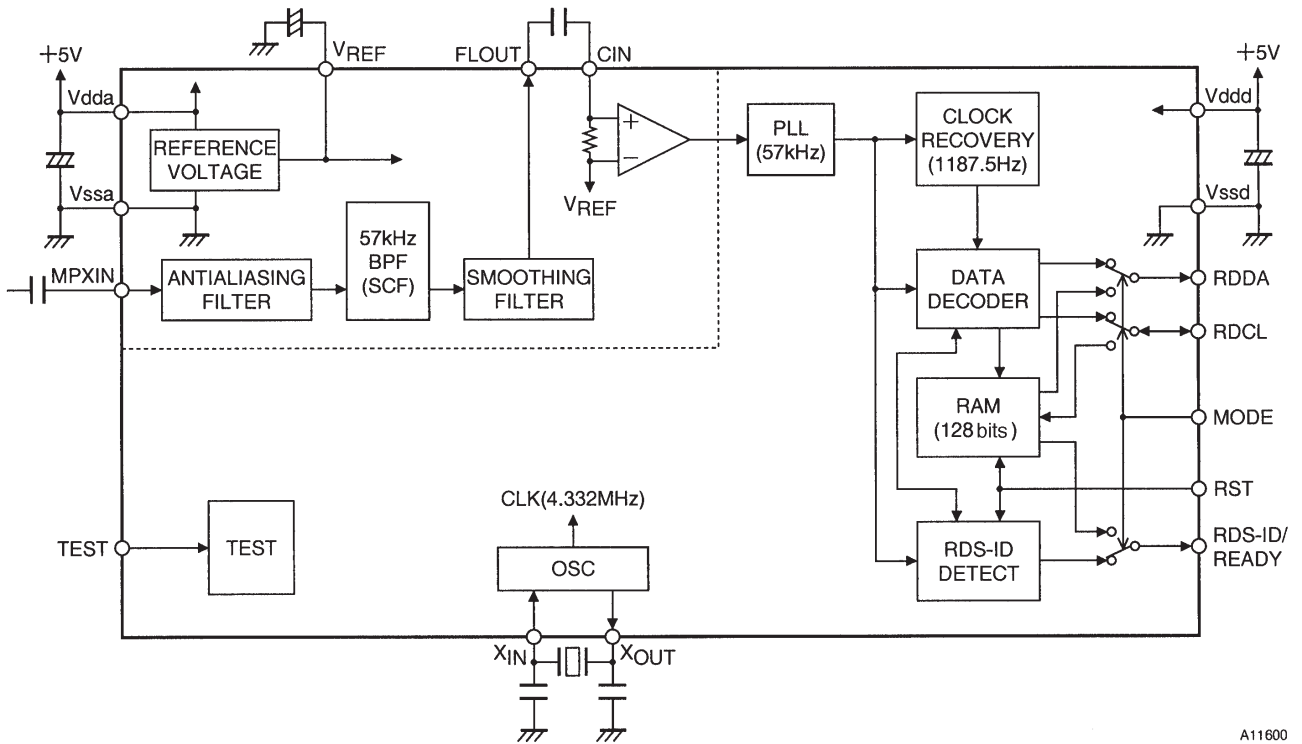 +5V
VREF
FLOUT
CIN
+5V
Vdda
Vddd
REFERENCE
VOLTAGE
+
−
PLL
(57kHz)
CLOCK
RECOVERY
(1187.5Hz)
Vssa
VREF
Vssd
57kHz
BPF
(SCF)
MPXIN
ANTIALIASING
FILTER
SMOOTHING
FILTER
DATA
DECODER
RDDA
RDCL
RAM
(128bits)
MODE
RST
CLK(4.332MHz)
TEST
TEST
OSC
RDS-ID
DETECT
RDS-ID/
READY
XIN
XOUT
A11600